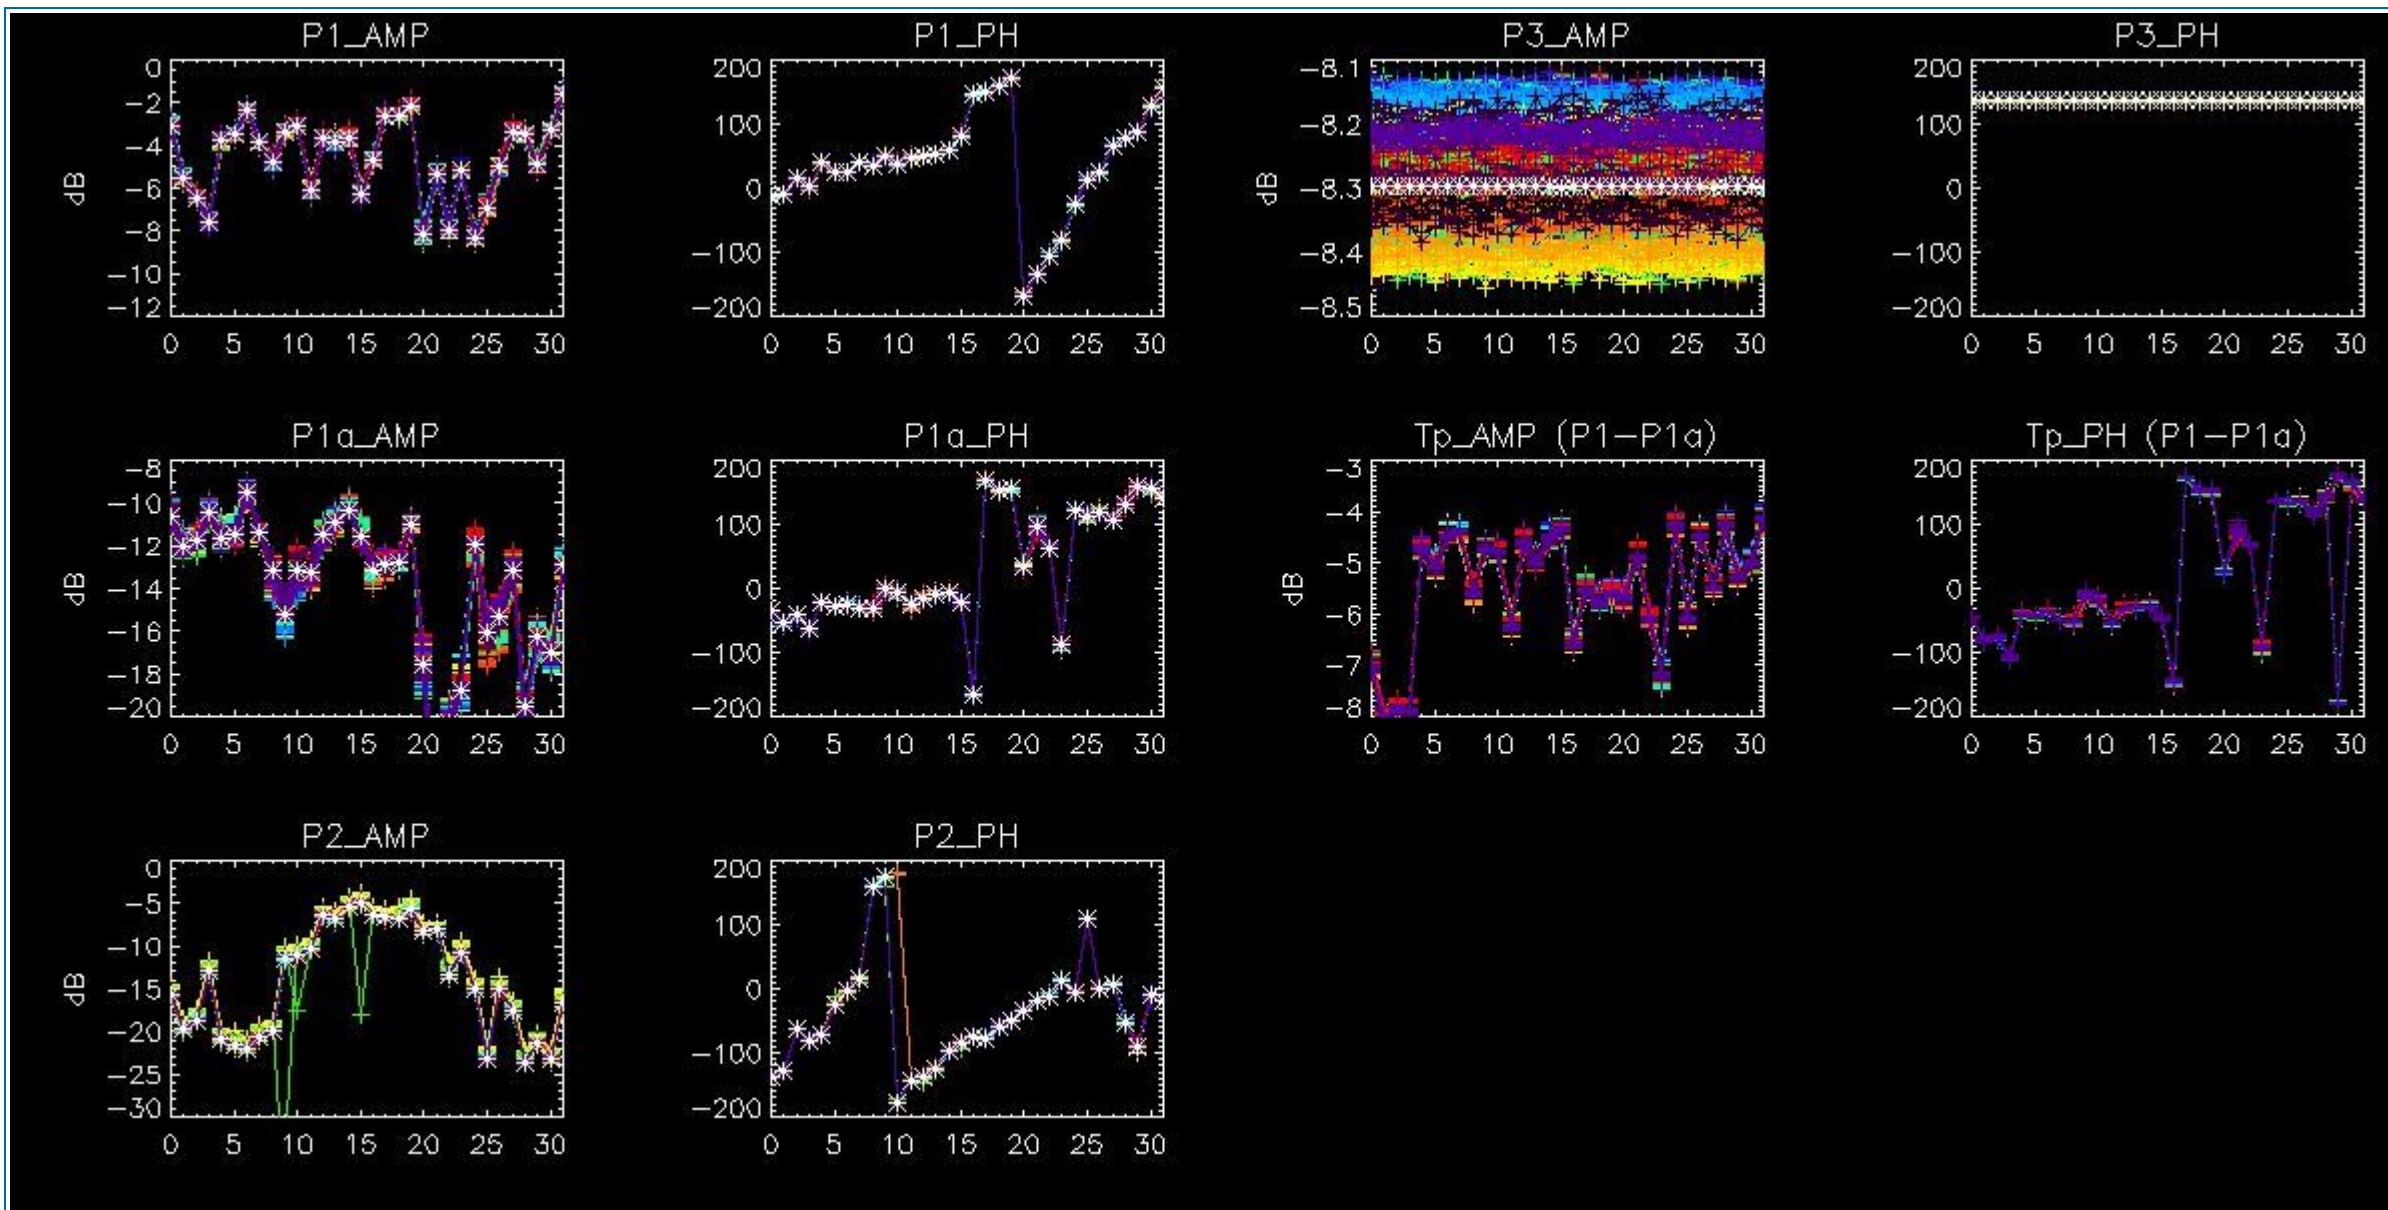 P1_AMP P1_PH P3_AMP P3_PH
0 200 -8.1 200
-2 100 -8.2 100
-4 0 -8.3 0
-6 -100 -8.4 -100
-8 -200 -8.5 -200
-10
-12
dB dB
0 5 10 15 20 25 30 0 5 10 15 20 25 30 0 5 10 15 20 25 30 0 5 10 15 20 25 30
P1a_AMP P1a_PH Tp_AMP (P1-P1a) Tp_PH (P1-P1a)
-8 200 -3 200
-10 100 -4 100
-12 0 -5 0
-14 -100 -6 -100
-16 -200 -7 -200
-18 -8
-20
dB dB
0 5 10 15 20 25 30 0 5 10 15 20 25 30 0 5 10 15 20 25 30 0 5 10 15 20 25 30
P2_AMP P2_PH
0 200
-5 100
-10 0
-15 -100
-20 -200
-25
-30
dB
0 5 10 15 20 25 30 0 5 10 15 20 25 30